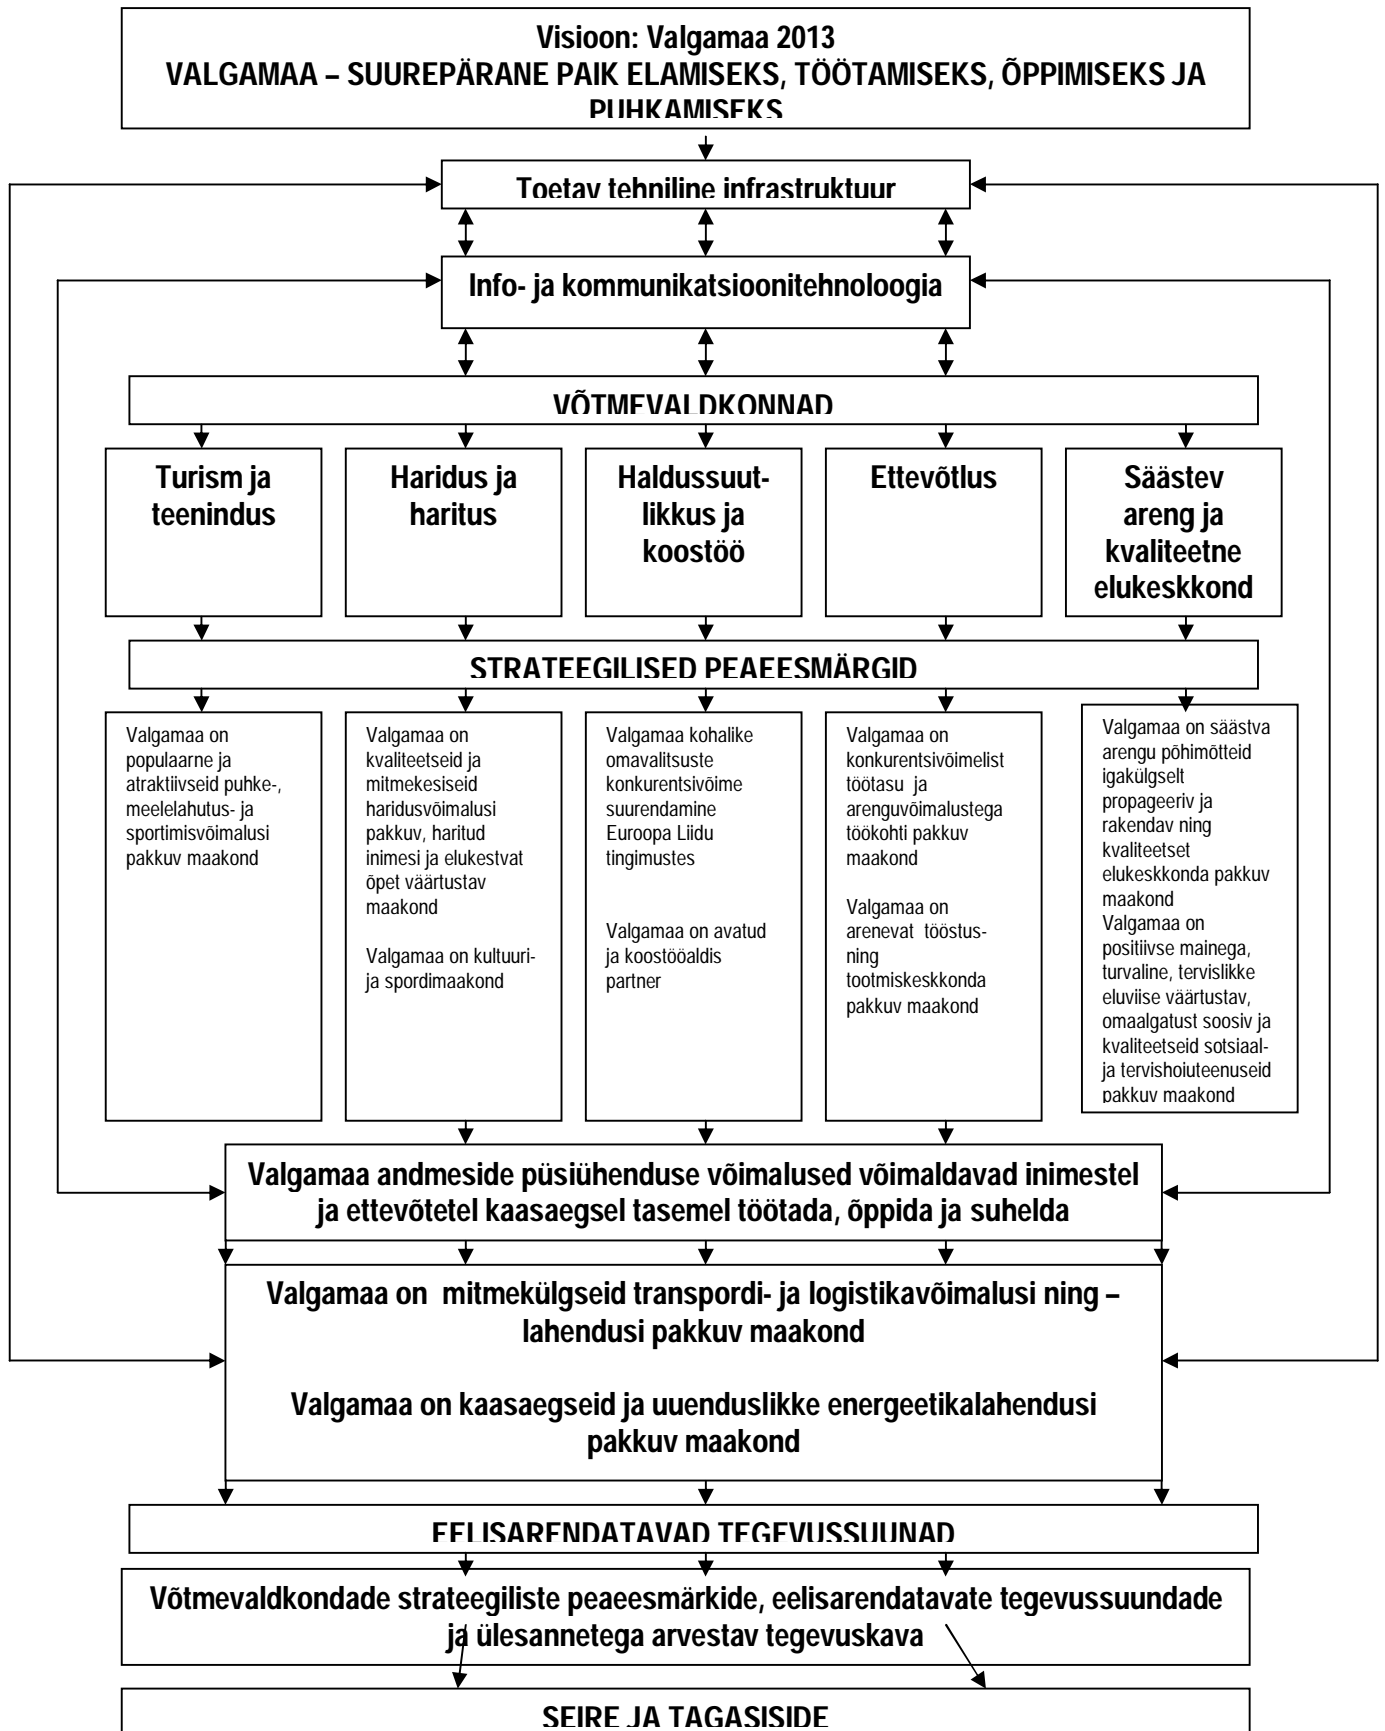 Visioon: Valgamaa 2013
VALGAMAA – SUUREPÄRANE PAIK ELAMISEKS, TÖÖTAMISEKS, ÕPPIMISEKS JA
PUHKAMISEKS
Toetav tehniline infrastruktuur
Info- ja kommunikatsioonitehnoloogia
VÕTMEVALDKONNAD
Turism ja
teenindus
Haridus ja
haritus
Haldussuut-
likkus ja
koostöö
Ettevõtlus
Säästev
areng ja
kvaliteetne
elukeskkond
STRATEEGILISED PEAEESMÄRGID
Valgamaa on
populaarne ja
atraktiivseid puhke-,
meelelahutus- ja
sportimisvõimalusi
pakkuv maakond
Valgamaa on
kvaliteetseid ja
mitmekesiseid
haridusvõimalusi
pakkuv, haritud
inimesi ja elukestvat
õpet väärtustav
maakond
Valgamaa on kultuuri-
ja spordimaakond
Valgamaa kohalike
omavalitsuste
konkurentsivõime
suurendamine
Euroopa Liidu
tingimustes
Valgamaa on avatud
ja koostööaldis
partner
Valgamaa on
konkurentsivõimelist
töötasu ja
arenguvõimalustega
töökohti pakkuv
maakond
Valgamaa on
arenevat tööstus-
ning
tootmiskeskkonda
pakkuv maakond
Valgamaa on säästva
arengu põhimõtteid
igakülgselt
propageeriv ja
rakendav ning
kvaliteetset
elukeskkonda pakkuv
maakond
Valgamaa on
positiivse mainega,
turvaline, tervislikke
eluviise väärtustav,
omaalgatust soosiv ja
kvaliteetseid sotsiaal-
ja tervishoiuteenuseid
pakkuv maakond
Valgamaa andmeside püsiühenduse võimalused võimaldavad inimestel
ja ettevõtetel kaasaegsel tasemel töötada, õppida ja suhelda
Valgamaa on mitmekülgseid transpordi- ja logistikavõimalusi ning –
lahendusi pakkuv maakond
Valgamaa on kaasaegseid ja uuenduslikke energeetikalahendusi
pakkuv maakond
EELISARENDATAVAD TEGEVUSSUUNAD
Võtmevaldkondade strateegiliste peaeesmärkide, eelisarendatavate tegevussuundade
ja ülesannetega arvestav tegevuskava
SEIRE JA TAGASISIDE